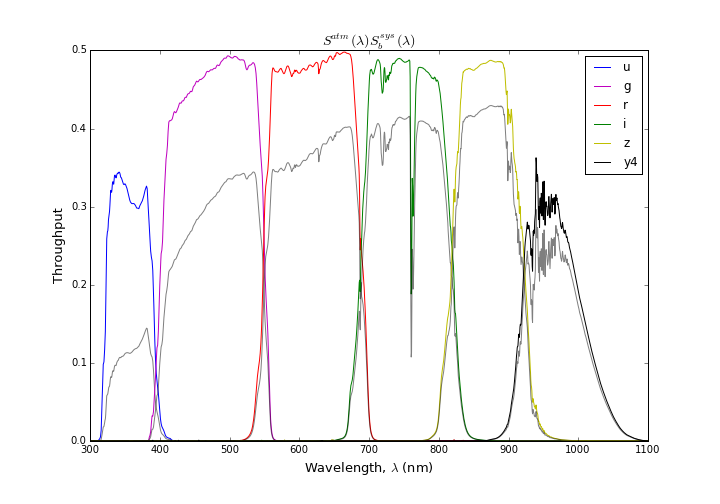 S^{atm}(λ)S_b^{sys}(λ)
0.5
0.4
0.3
0.2
0.1
0.0
Throughput
u
g
r
i
z
y4
300 400 500 600 700 800 900 1000 1100
Wavelength, λ (nm)